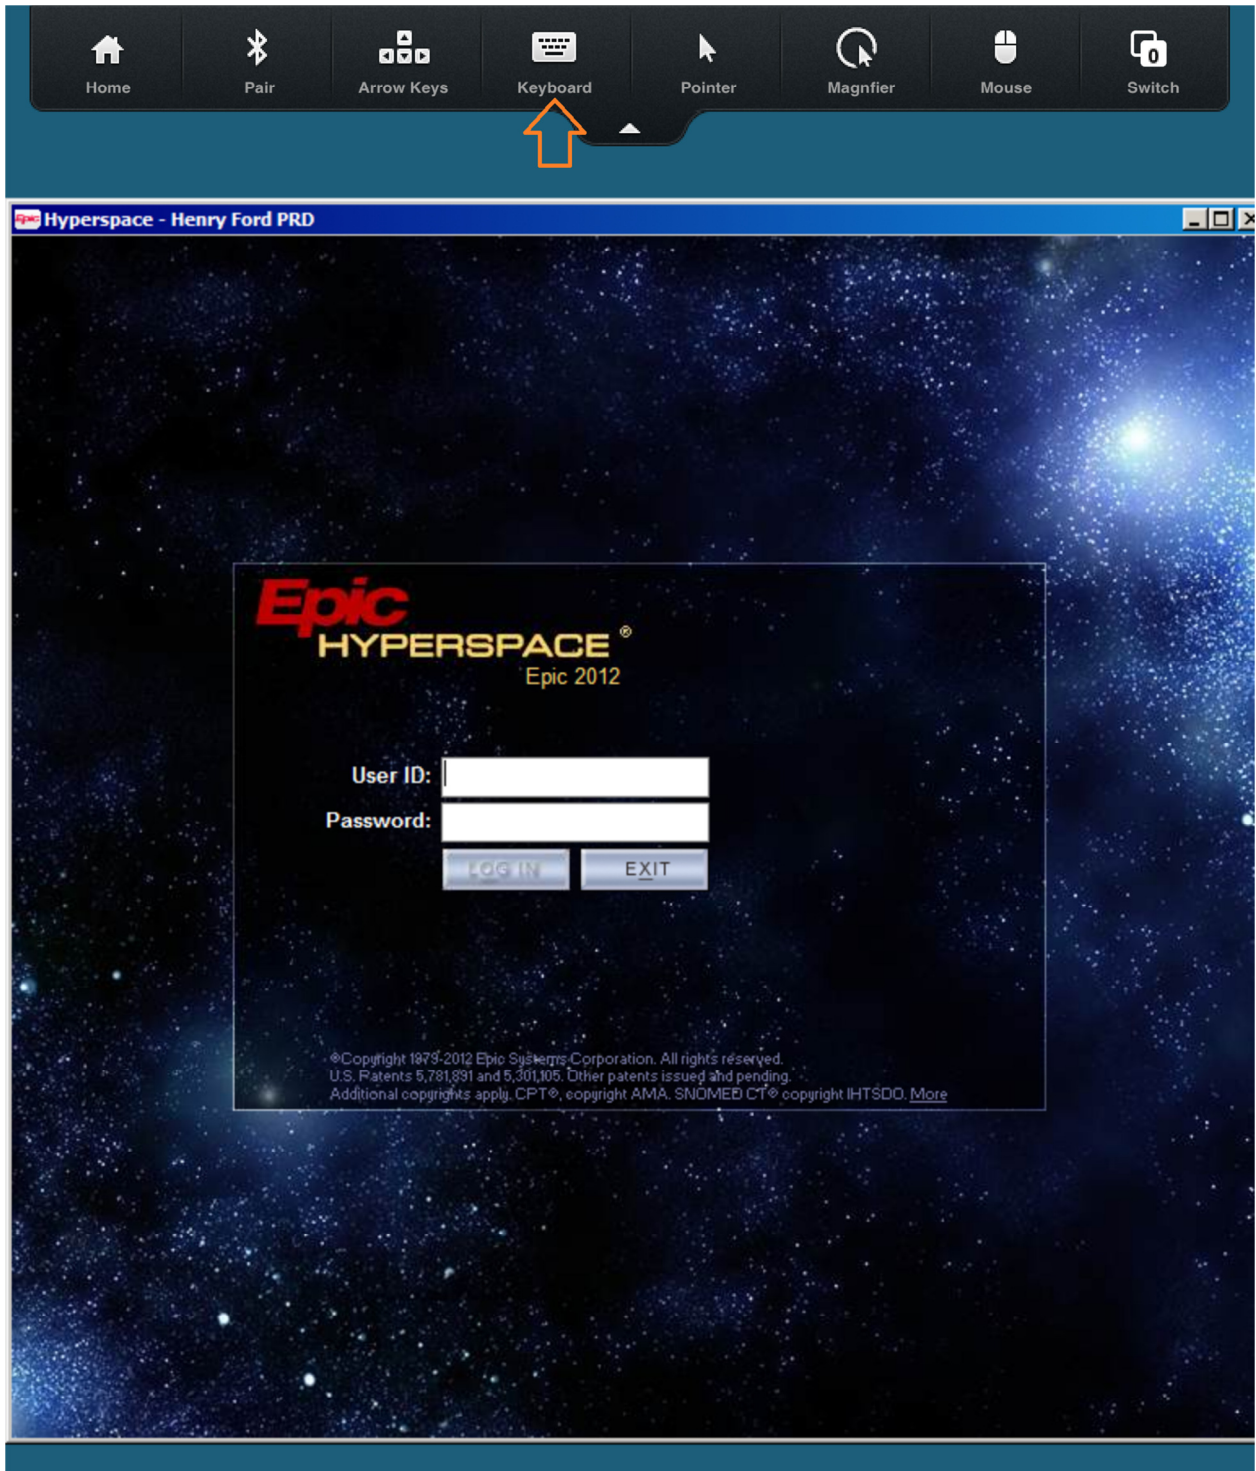 Home Pair Arrow Keys Keyboard Pointer Magnfier Mouse Switch
0
Epic Hyperspace - Henry Ford PRD
Epic
HYPERSPACE ®
Epic 2012
User ID:
Password:
LOG IN EXIT
©Copyright 1979-2012 Epic Systems Corporation. All rights reserved.
U.S. Patents 5,781,891 and 5,301,105. Other patents issued and pending.
Additional copyrights apply. CPT®, copyright AMA. SNOMED CT® copyright IHTSDO. More